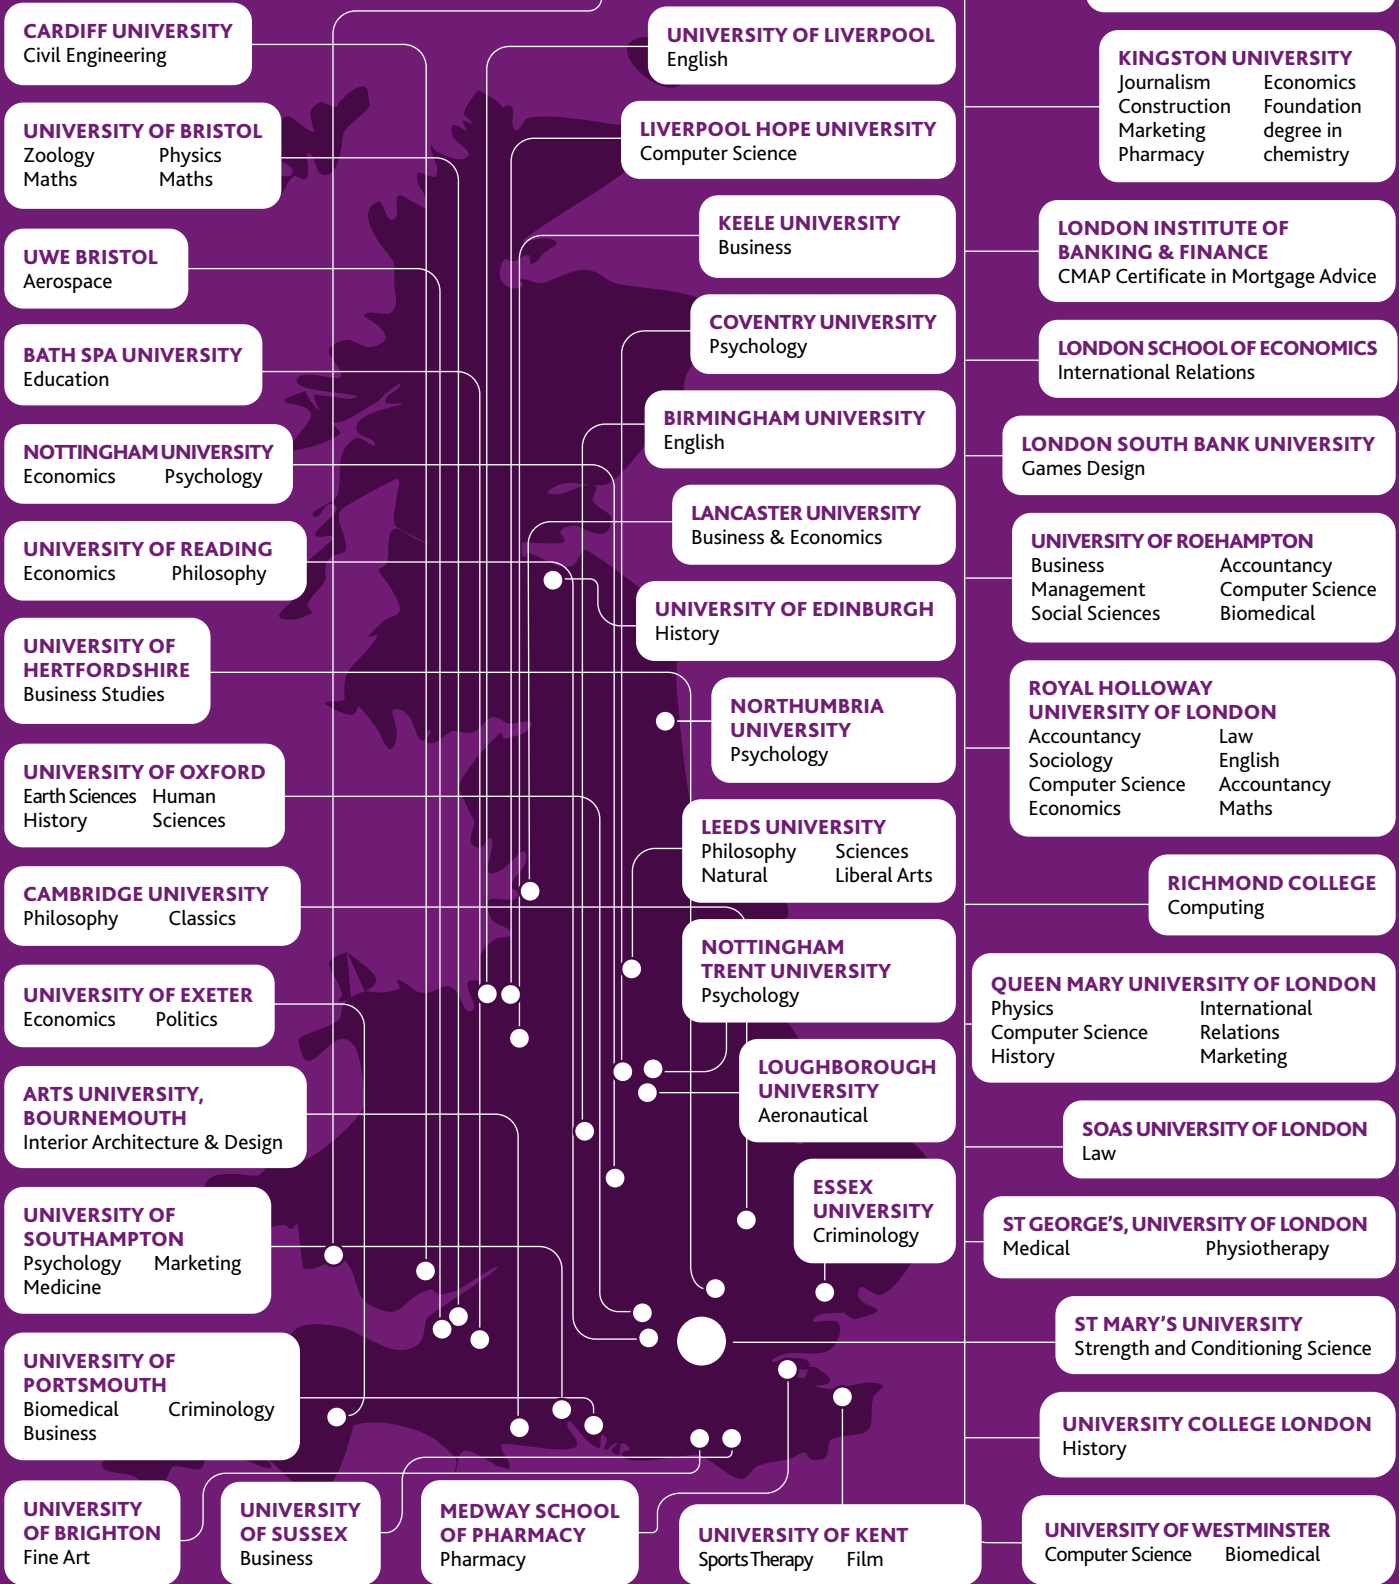 CARDIFF UNIVERSITY
Civil Engineering
UNIVERSITY OF BRISTOL
Zoology Physics
Maths Maths
UWE BRISTOL
Aerospace
BATH SPA UNIVERSITY
Education
NOTTINGHAM UNIVERSITY
Economics Psychology
UNIVERSITY OF READING
Economics Philosophy
UNIVERSITY OF
HERTFORDSHIRE
Business Studies
UNIVERSITY OF OXFORD
Earth Sciences Human
History Sciences
CAMBRIDGE UNIVERSITY
Philosophy Classics
UNIVERSITY OF EXETER
Economics Politics
ARTS UNIVERSITY,
BOURNEMOUTH
Interior Architecture & Design
UNIVERSITY OF
SOUTHAMPTON
Psychology Marketing
Medicine
UNIVERSITY OF
PORTSMOUTH
Biomedical Criminology
Business
UNIVERSITY
OF BRIGHTON
Fine Art
UNIVERSITY
OF SUSSEX
Business
MEDWAY SCHOOL
OF PHARMACY
Pharmacy
UNIVERSITY OF LIVERPOOL
English
LIVERPOOL HOPE UNIVERSITY
Computer Science
KEELE UNIVERSITY
Business
COVENTRY UNIVERSITY
Psychology
BIRMINGHAM UNIVERSITY
English
LANCASTER UNIVERSITY
Business & Economics
UNIVERSITY OF EDINBURGH
History
NORTHUMBRIA
UNIVERSITY
Psychology
LEEDS UNIVERSITY
Philosophy Sciences
Natural Liberal Arts
NOTTINGHAM
TRENT UNIVERSITY
Psychology
LOUGHBOROUGH
UNIVERSITY
Aeronautical
ESSEX
UNIVERSITY
Criminology
UNIVERSITY OF KENT
Sports Therapy Film
KINGSTON UNIVERSITY
Journalism Economics
Construction Foundation
Marketing degree in
Pharmacy chemistry
LONDON INSTITUTE OF
BANKING & FINANCE
CMAP Certificate in Mortgage Advice
LONDON SCHOOL OF ECONOMICS
International Relations
LONDON SOUTH BANK UNIVERSITY
Games Design
UNIVERSITY OF ROEHAMPTON
Business Accountancy
Management Computer Science
Social Sciences Biomedical
ROYAL HOLLOWAY
UNIVERSITY OF LONDON
Accountancy Law
Sociology English
Computer Science Accountancy
Economics Maths
RICHMOND COLLEGE
Computing
QUEEN MARY UNIVERSITY OF LONDON
Physics International
Computer Science Relations
History Marketing
SOAS UNIVERSITY OF LONDON
Law
ST GEORGE'S, UNIVERSITY OF LONDON
Medical Physiotherapy
ST MARY'S UNIVERSITY
Strength and Conditioning Science
UNIVERSITY COLLEGE LONDON
History
UNIVERSITY OF WESTMINSTER
Computer Science Biomedical